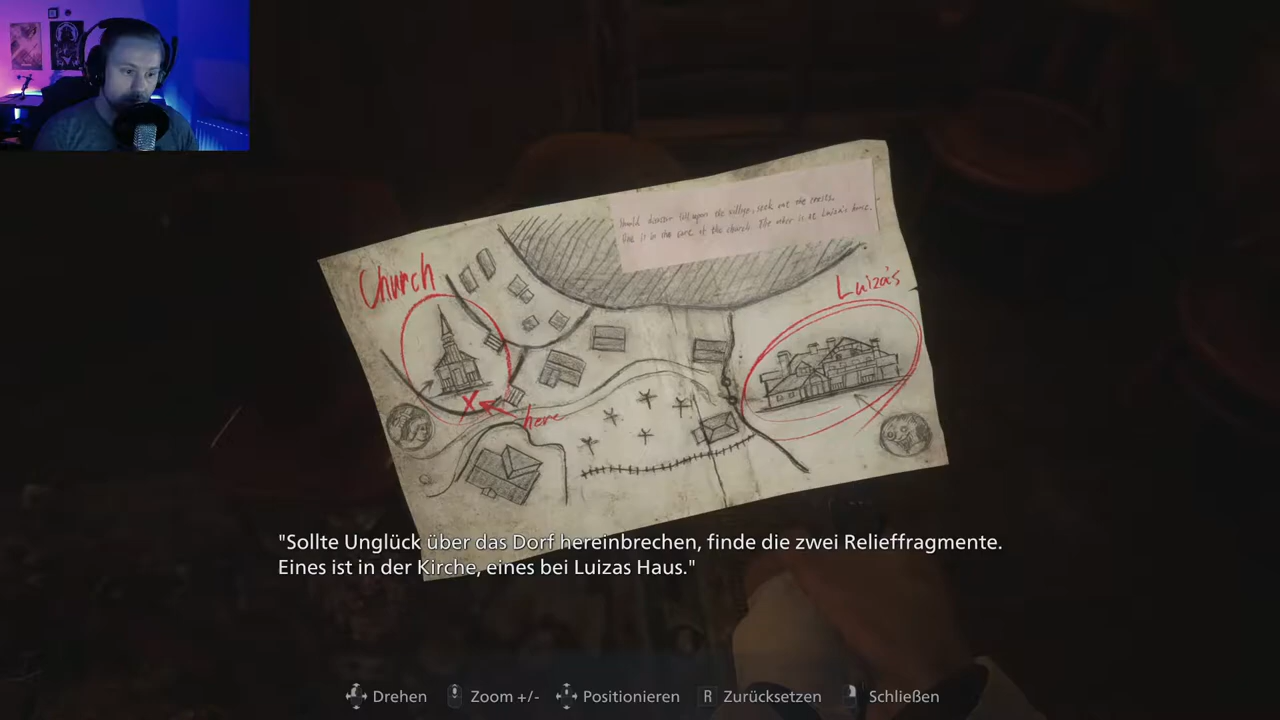 Should disaster fall upon the village, seek out the crests.
One is in the care of the church. The other is at Luiza's home.
Church
Luiza's
here
"Sollte Unglück über das Dorf hereinbrechen, finde die zwei Relieffragmente.
Eines ist in der Kirche, eines bei Luizas Haus."
Drehen Zoom +/- Positionieren R Zurücksetzen Schließen